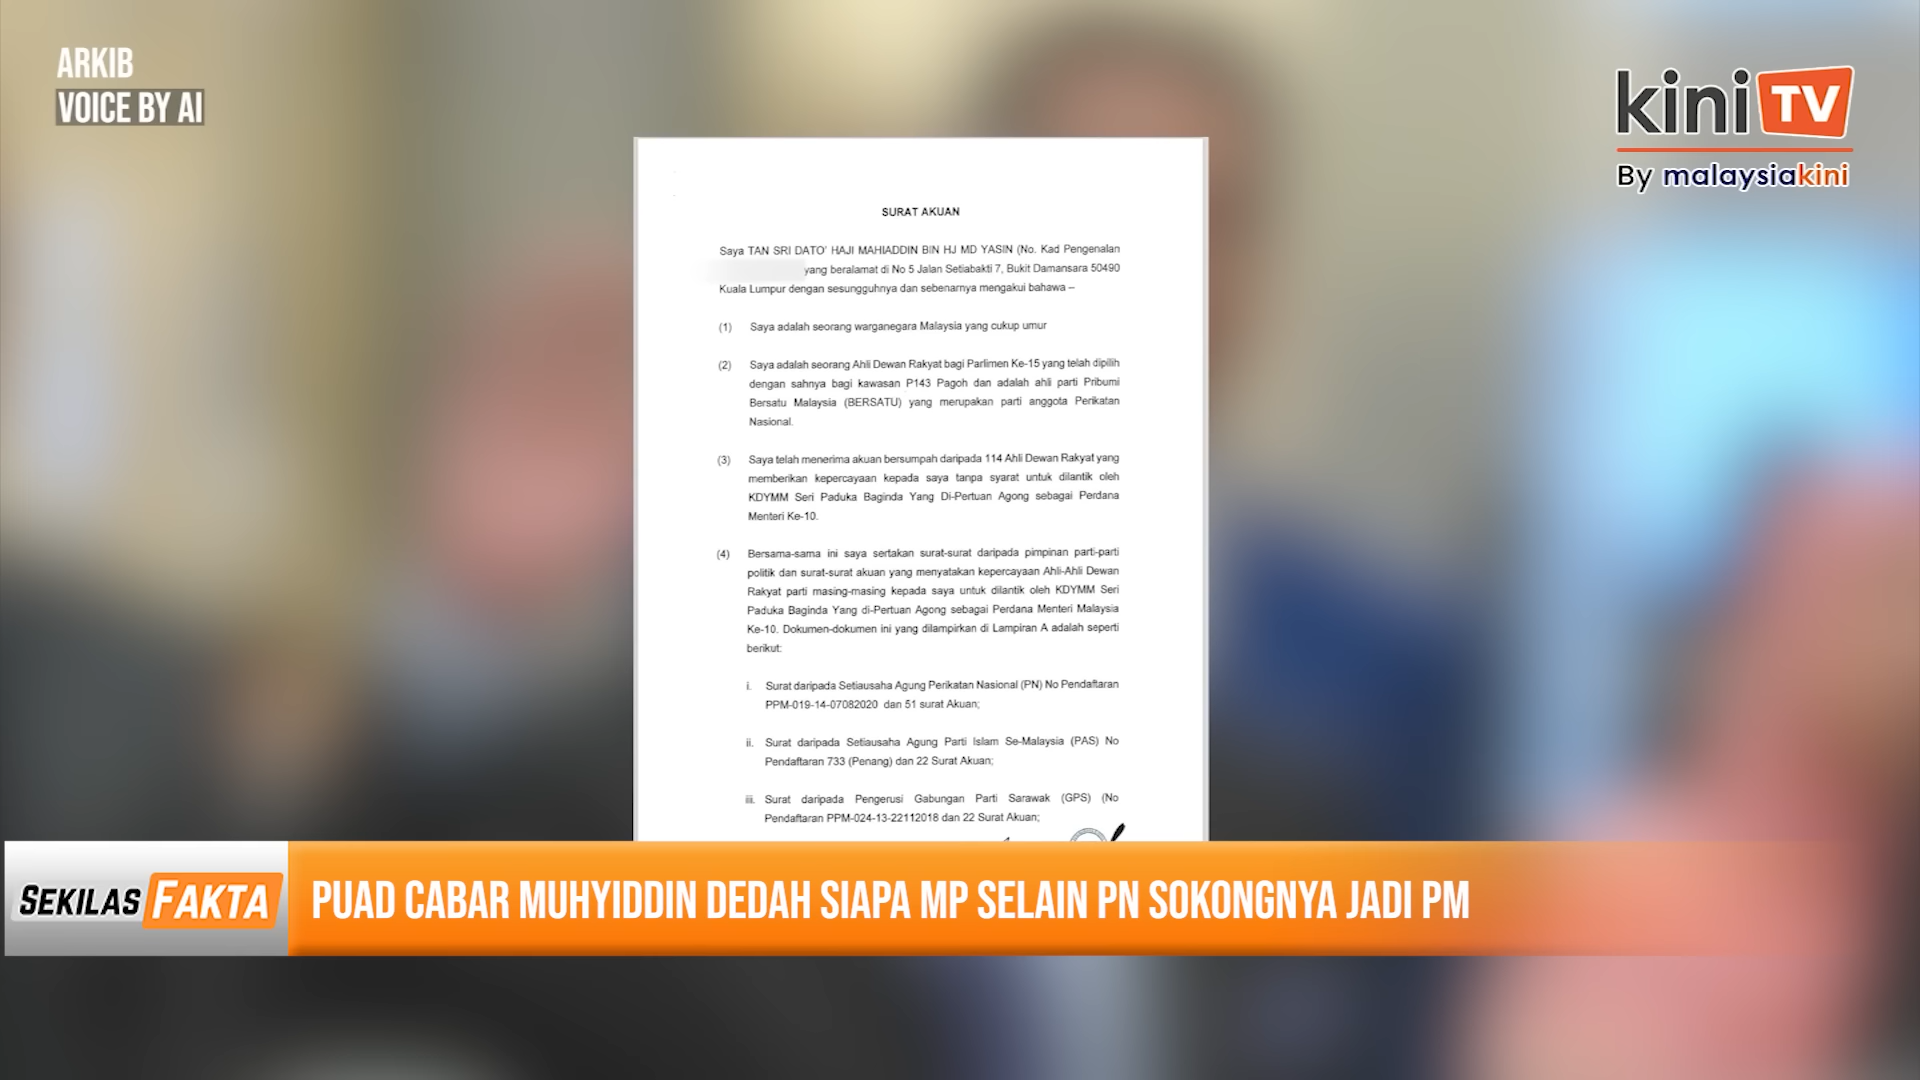 ARKIB
VOICE BY AI
kini TV
By malaysiakini
SURAT AKUAN
Saya TAN SRI DATO' HAJI MAHIADDIN BIN HJ MD YASIN (No. Kad Pengenalan
yang beralamat di No 5 Jalan Setiabakti 7, Bukit Damansara 50490
Kuala Lumpur dengan sesungguhnya dan sebenarnya mengakui bahawa –
(1) Saya adalah seorang warganegara Malaysia yang cukup umur
(2) Saya adalah seorang Ahli Dewan Rakyat bagi Parlimen Ke-15 yang telah dipilih
dengan sahnya bagi kawasan P143 Pagoh dan adalah ahli parti Pribumi
Bersatu Malaysia (BERSATU) yang merupakan parti anggota Perikatan
Nasional.
(3) Saya telah menerima akuan bersumpah daripada 114 Ahli Dewan Rakyat yang
memberikan kepercayaan kepada saya tanpa syarat untuk dilantik oleh
KDYMM Seri Paduka Baginda Yang Di-Pertuan Agong sebagai Perdana
Menteri Ke-10.
(4) Bersama-sama ini saya sertakan surat-surat daripada pimpinan parti-parti
politik dan surat-surat akuan yang menyatakan kepercayaan Ahli-Ahli Dewan
Rakyat parti masing-masing kepada saya untuk dilantik oleh KDYMM Seri
Paduka Baginda Yang di-Pertuan Agong sebagai Perdana Menteri Malaysia
Ke-10. Dokumen-dokumen ini yang dilampirkan di Lampiran A adalah seperti
berikut:
i. Surat daripada Setiausaha Agung Perikatan Nasional (PN) No Pendaftaran
PPM-019-14-07082020 dan 51 surat Akuan;
ii. Surat daripada Setiausaha Agung Parti Islam Se-Malaysia (PAS) No
Pendaftaran 733 (Penang) dan 22 Surat Akuan;
iii. Surat daripada Pengerusi Gabungan Parti Sarawak (GPS) (No
Pendaftaran PPM-024-13-22112018 dan 22 Surat Akuan;
SEKILAS FAKTA
PUAD CABAR MUHYIDDIN DEDAH SIAPA MP SELAIN PN SOKONGNYA JADI PM